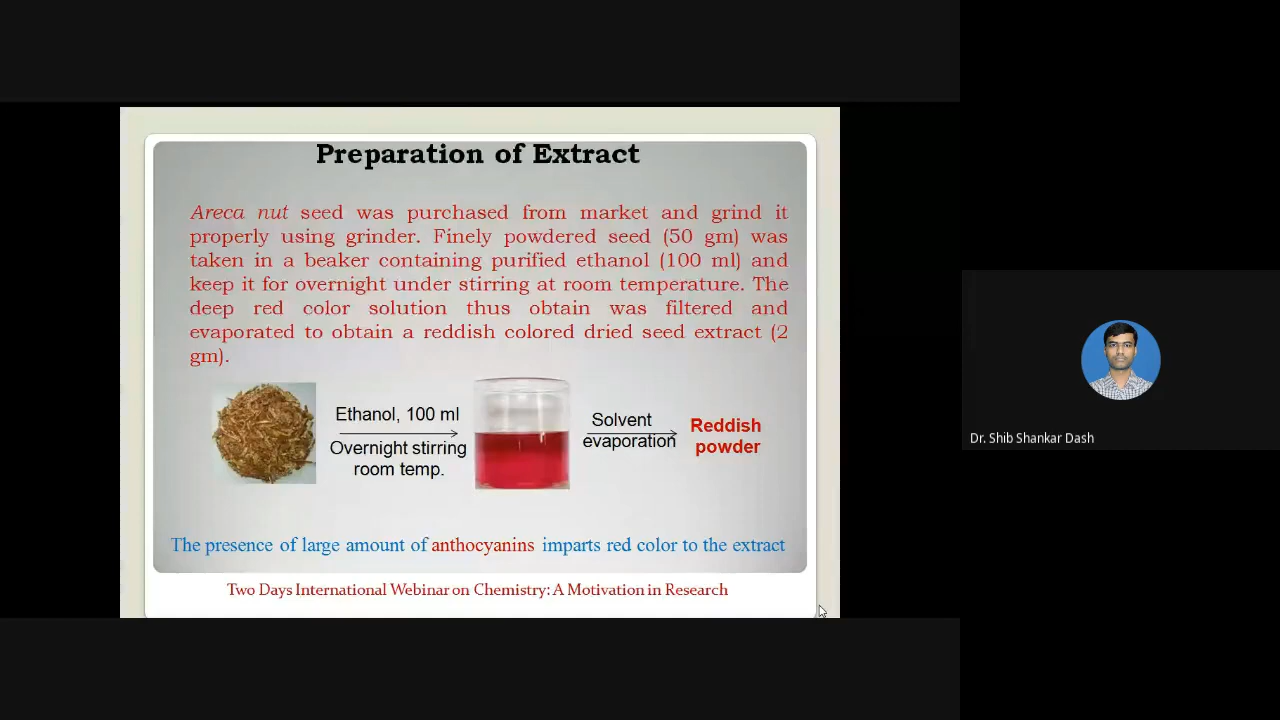 Preparation of Extract
Areca nut seed was purchased from market and grind it
properly using grinder. Finely powdered seed (50 gm) was
taken in a beaker containing purified ethanol (100 ml) and
keep it for overnight under stirring at room temperature. The
deep red color solution thus obtain was filtered and
evaporated to obtain a reddish colored dried seed extract (2
gm).
Ethanol, 100 ml
Overnight stirring
room temp.
Solvent
evaporation
Reddish
powder
The presence of large amount of anthocyanins imparts red color to the extract
Two Days International Webinar on Chemistry: A Motivation in Research
Dr. Shib Shankar Dash